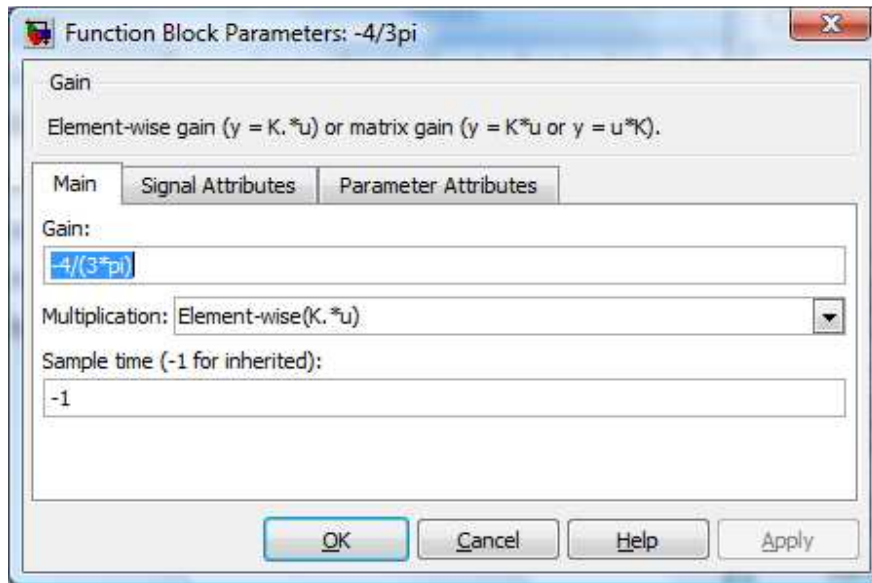 Function Block Parameters: -4/3pi
Gain
Element-wise gain (y = K.*u) or matrix gain (y = K*u or y = u*K).
Main Signal Attributes Parameter Attributes
Gain:
-4/(3*pi)
Multiplication: Element-wise(K.*u)
Sample time (-1 for inherited):
-1
OK Cancel Help Apply